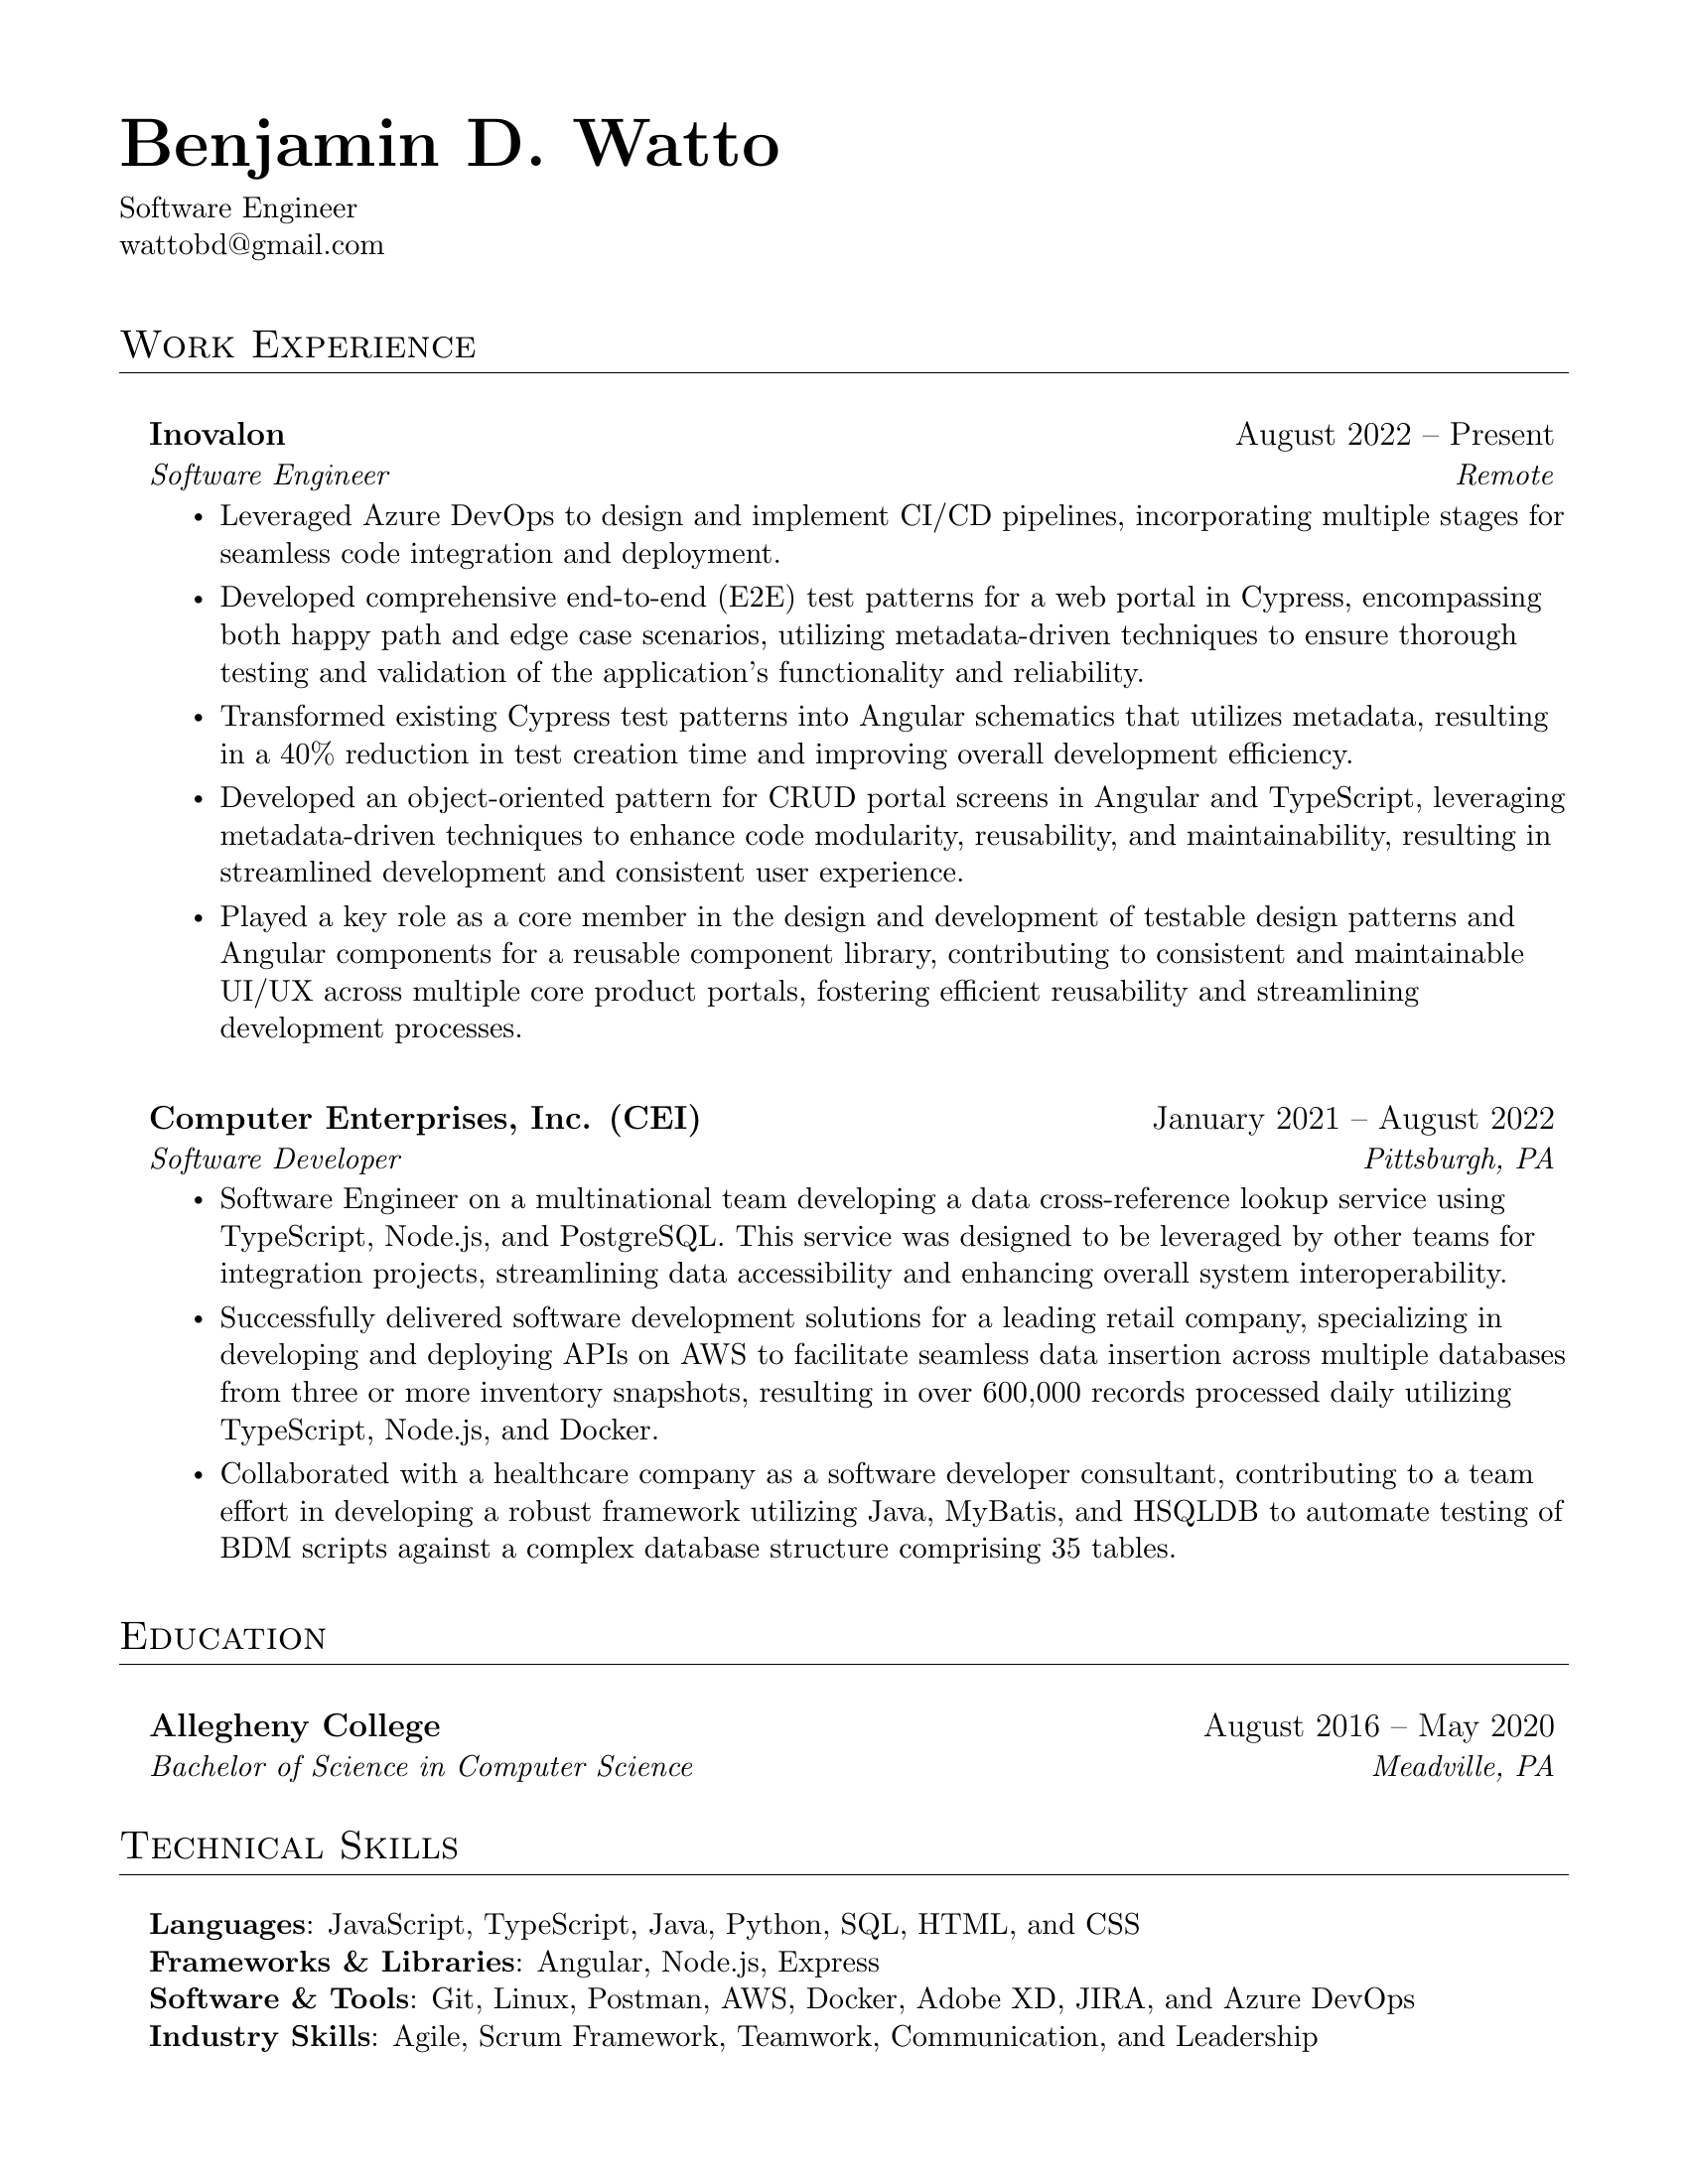 Benjamin D. Watto
Software Engineer
wattobd@gmail.com
Work Experience
Inovalon August 2022 – Present
Software Engineer Remote
• Leveraged Azure DevOps to design and implement CI/CD pipelines, incorporating multiple stages for
seamless code integration and deployment.
• Developed comprehensive end-to-end (E2E) test patterns for a web portal in Cypress, encompassing
both happy path and edge case scenarios, utilizing metadata-driven techniques to ensure thorough
testing and validation of the application's functionality and reliability.
• Transformed existing Cypress test patterns into Angular schematics that utilizes metadata, resulting
in a 40% reduction in test creation time and improving overall development efficiency.
• Developed an object-oriented pattern for CRUD portal screens in Angular and TypeScript, leveraging
metadata-driven techniques to enhance code modularity, reusability, and maintainability, resulting in
streamlined development and consistent user experience.
• Played a key role as a core member in the design and development of testable design patterns and
Angular components for a reusable component library, contributing to consistent and maintainable
UI/UX across multiple core product portals, fostering efficient reusability and streamlining
development processes.
Computer Enterprises, Inc. (CEI) January 2021 – August 2022
Software Developer Pittsburgh, PA
• Software Engineer on a multinational team developing a data cross-reference lookup service using
TypeScript, Node.js, and PostgreSQL. This service was designed to be leveraged by other teams for
integration projects, streamlining data accessibility and enhancing overall system interoperability.
• Successfully delivered software development solutions for a leading retail company, specializing in
developing and deploying APIs on AWS to facilitate seamless data insertion across multiple databases
from three or more inventory snapshots, resulting in over 600,000 records processed daily utilizing
TypeScript, Node.js, and Docker.
• Collaborated with a healthcare company as a software developer consultant, contributing to a team
effort in developing a robust framework utilizing Java, MyBatis, and HSQLDB to automate testing of
BDM scripts against a complex database structure comprising 35 tables.
Education
Allegheny College August 2016 – May 2020
Bachelor of Science in Computer Science Meadville, PA
Technical Skills
Languages: JavaScript, TypeScript, Java, Python, SQL, HTML, and CSS
Frameworks & Libraries: Angular, Node.js, Express
Software & Tools: Git, Linux, Postman, AWS, Docker, Adobe XD, JIRA, and Azure DevOps
Industry Skills: Agile, Scrum Framework, Teamwork, Communication, and Leadership